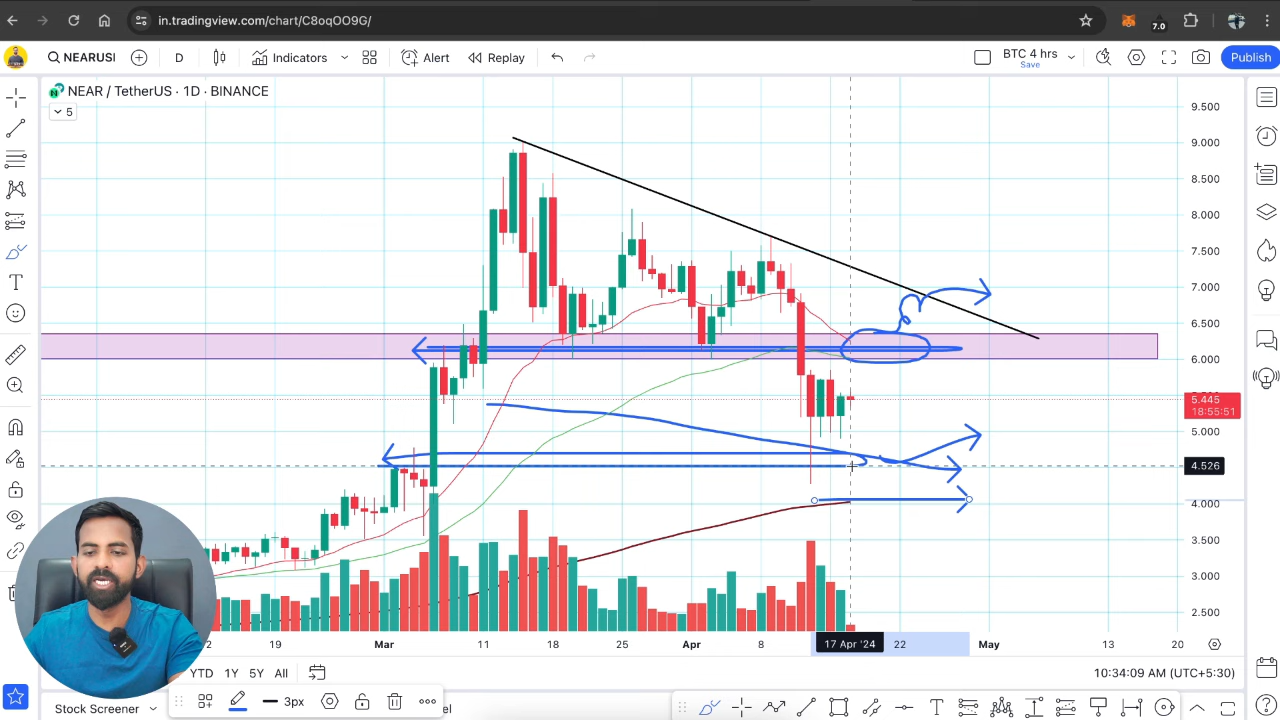 in.tradingview.com/chart/C8oqOO9G/
7.0
NEARUSI
D
Indicators
Alert
Replay
BTC 4 hrs
Save
Publish
NEAR / TetherUS · 1D · BINANCE
5
9.500
9.000
8.500
8.000
7.500
7.000
6.500
6.000
5.445
18:55:51
5.000
4.526
4.000
3.500
3.000
2.500
19
Mar
11
18
25
Apr
8
17 Apr '24
22
May
13
20
YTD
1Y
5Y
All
10:34:09 AM (UTC+5:30)
Stock Screener
3px